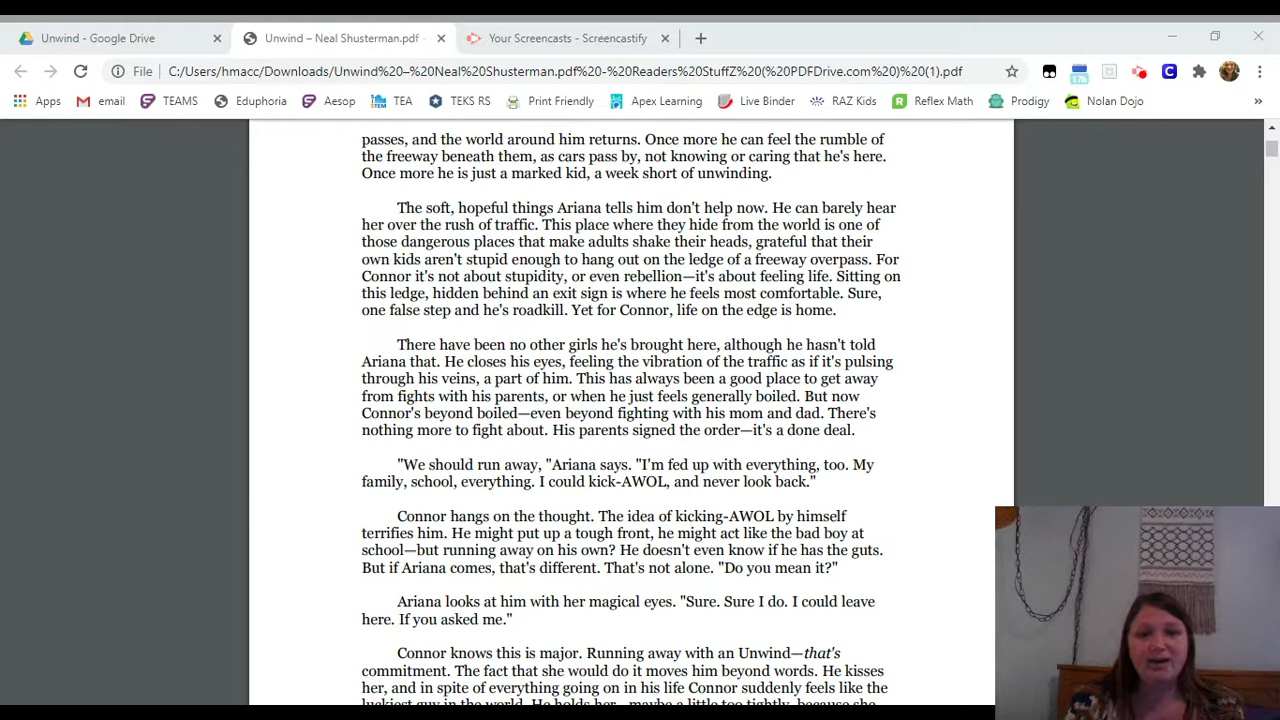 Unwind - Google Drive
Unwind – Neal Shusterman.pdf -
Your Screencasts - Screencastify
File
C:/Users/hmacc/Downloads/Unwind%20-%20Neal%20Shusterman.pdf%20-%20Readers%20StuffZ%20(%20PDFDrive.com%20)%20(1).pdf
Apps
email
TEAMS
Eduphoria
Aesop
TEA
TEKS RS
Print Friendly
Apex Learning
Live Binder
RAZ Kids
Reflex Math
Prodigy
Nolan Dojo
passes, and the world around him returns. Once more he can feel the rumble of
the freeway beneath them, as cars pass by, not knowing or caring that he's here.
Once more he is just a marked kid, a week short of unwinding.
The soft, hopeful things Ariana tells him don't help now. He can barely hear
her over the rush of traffic. This place where they hide from the world is one of
those dangerous places that make adults shake their heads, grateful that their
own kids aren't stupid enough to hang out on the ledge of a freeway overpass. For
Connor it's not about stupidity, or even rebellion—it's about feeling life. Sitting on
this ledge, hidden behind an exit sign is where he feels most comfortable. Sure,
one false step and he's roadkill. Yet for Connor, life on the edge is home.
There have been no other girls he's brought here, although he hasn't told
Ariana that. He closes his eyes, feeling the vibration of the traffic as if it's pulsing
through his veins, a part of him. This has always been a good place to get away
from fights with his parents, or when he just feels generally boiled. But now
Connor's beyond boiled—even beyond fighting with his mom and dad. There's
nothing more to fight about. His parents signed the order—it's a done deal.
"We should run away, "Ariana says. "I'm fed up with everything, too. My
family, school, everything. I could kick-AWOL, and never look back."
Connor hangs on the thought. The idea of kicking-AWOL by himself
terrifies him. He might put up a tough front, he might act like the bad boy at
school—but running away on his own? He doesn't even know if he has the guts.
But if Ariana comes, that's different. That's not alone. "Do you mean it?"
Ariana looks at him with her magical eyes. "Sure. Sure I do. I could leave
here. If you asked me."
Connor knows this is major. Running away with an Unwind—that's
commitment. The fact that she would do it moves him beyond words. He kisses
her, and in spite of everything going on in his life Connor suddenly feels like the
luckiest guy in the world. He holds her—maybe a little too tightly, because she